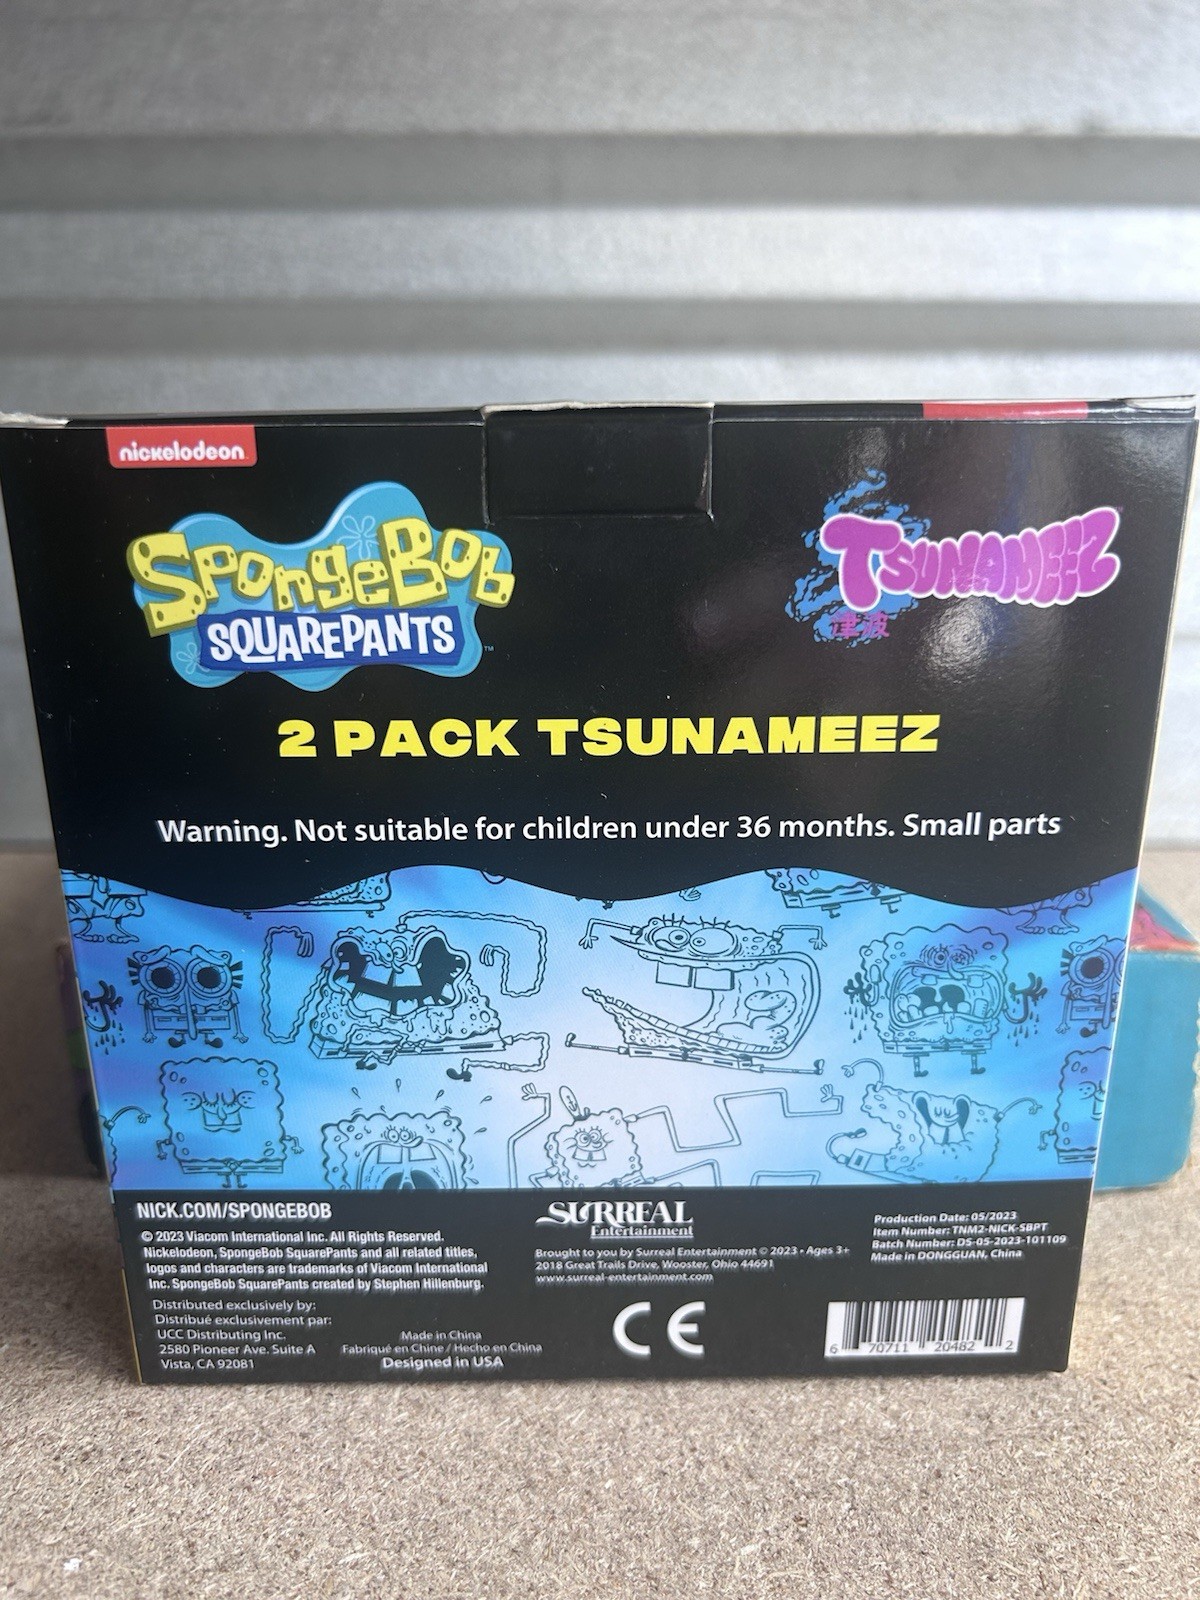 nickelodeon
SpongeBob
SQUAREPANTS™
TSUNAMEEZ
津波
2 PACK TSUNAMEEZ
Warning. Not suitable for children under 36 months. Small parts
NICK.COM/SPONGEBOB
© 2023 Viacom International Inc. All Rights Reserved.
Nickelodeon, SpongeBob SquarePants and all related titles,
logos and characters are trademarks of Viacom International
Inc. SpongeBob SquarePants created by Stephen Hillenburg.
Distributed exclusively by:
Distribué exclusivement par:
UCC Distributing Inc.
2580 Pioneer Ave. Suite A
Vista, CA 92081
Made in China
Fabriqué en Chine / Hecho en China
Designed in USA
SURREAL
Entertainment
Brought to you by Surreal Entertainment © 2023 • Ages 3+
2018 Great Trails Drive, Wooster, Ohio 44691
www.surreal-entertainment.com
CE
Production Date: 05/2023
Item Number: TNM2-NICK-SBPT
Batch Number: DS-05-2023-101109
Made in DONGGUAN, China
6 70711 20482 2